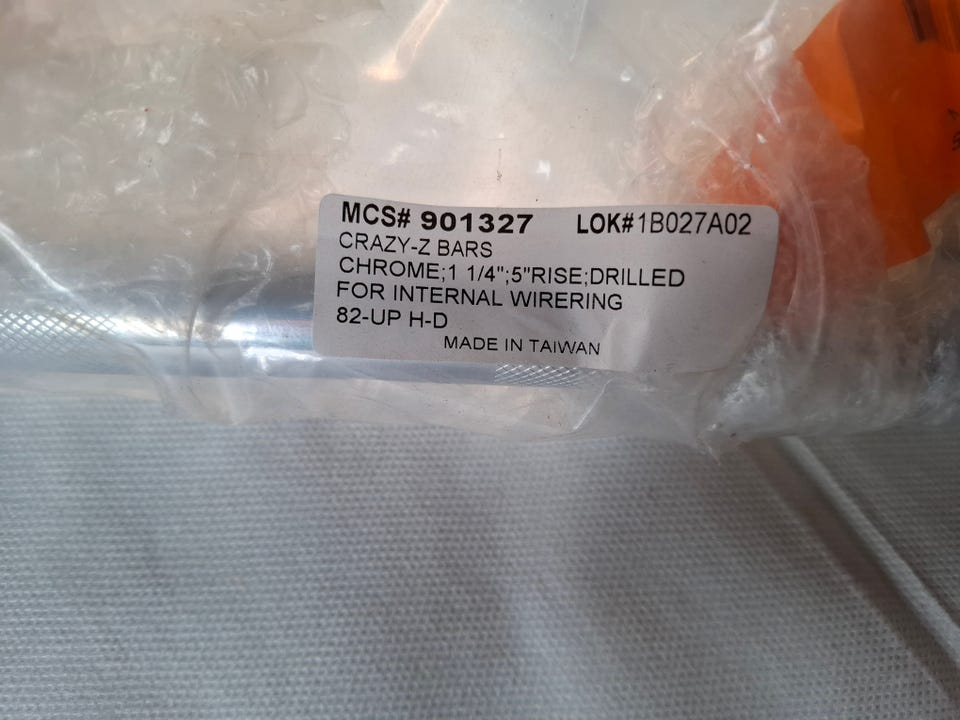 MCS# 901327 LOK#1B027A02
CRAZY-Z BARS
CHROME;1 1/4";5"RISE;DRILLED
FOR INTERNAL WIRERING
82-UP H-D
MADE IN TAIWAN